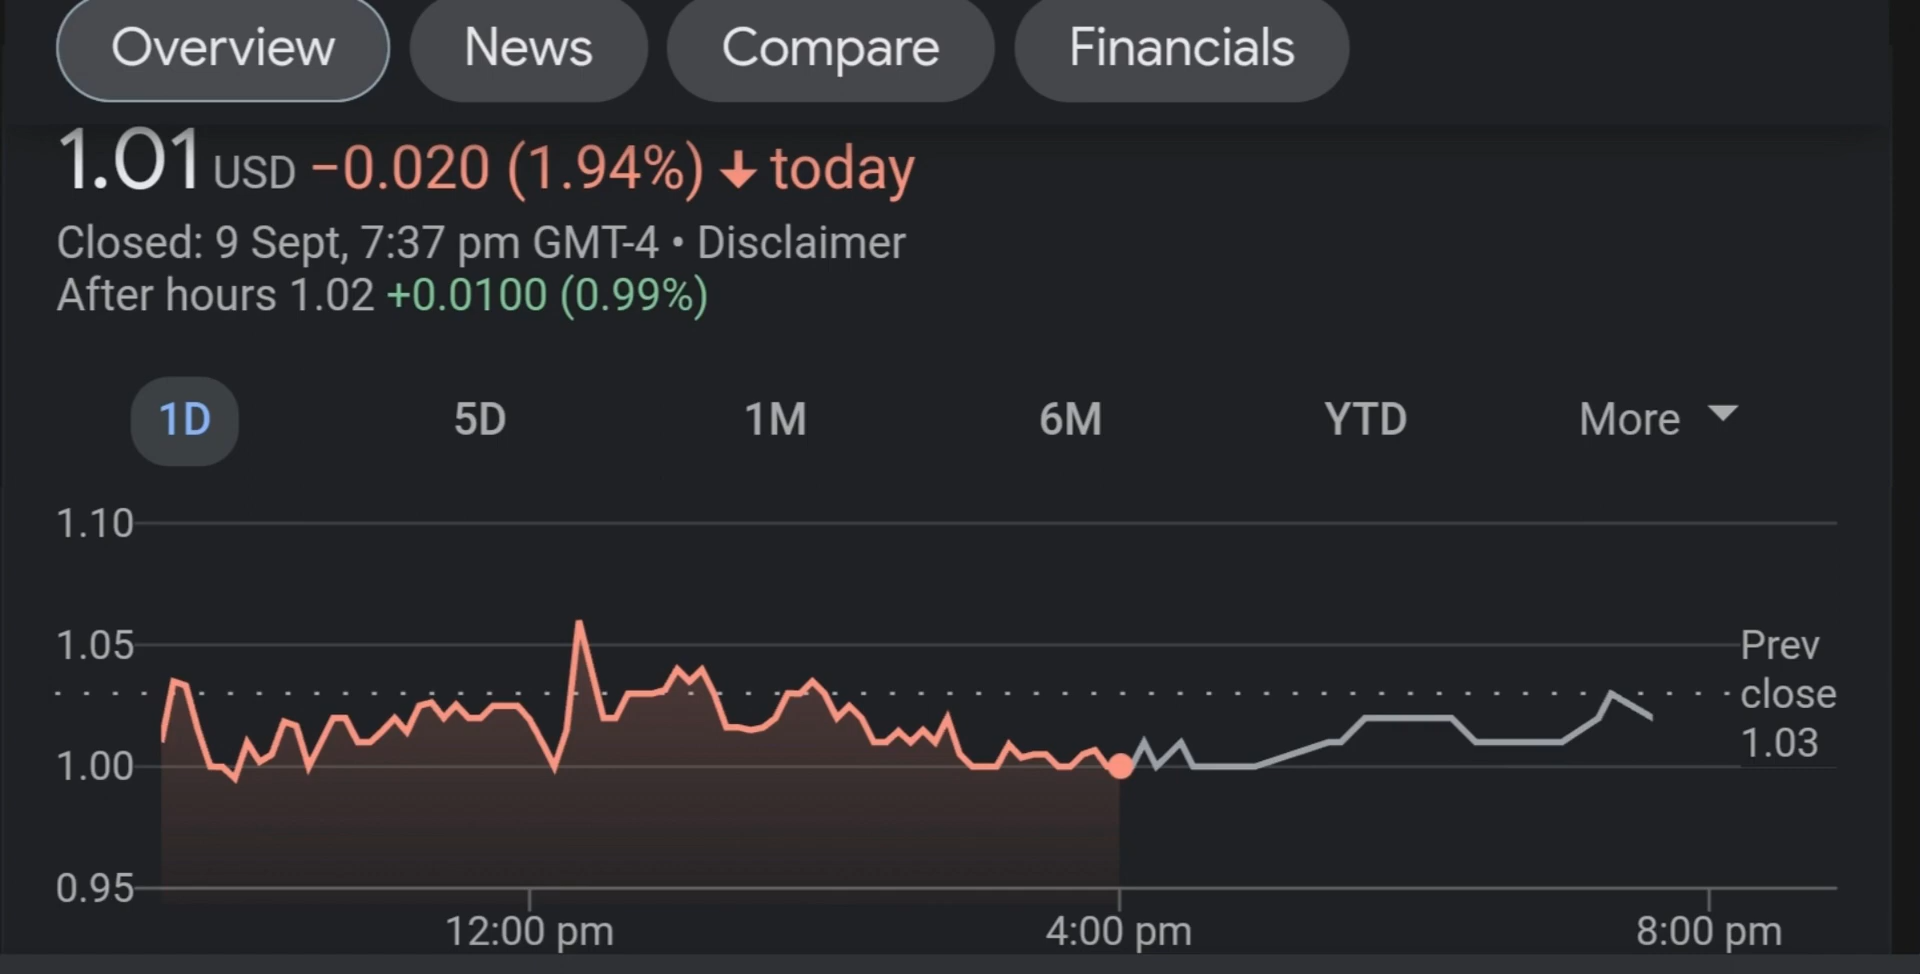 Overview News Compare Financials
1.01 USD −0.020 (1.94%) ↓ today
Closed: 9 Sept, 7:37 pm GMT-4 • Disclaimer
After hours 1.02 +0.0100 (0.99%)
1D 5D 1M 6M YTD More
1.10
1.05
1.00
0.95
Prev
close
1.03
12:00 pm 4:00 pm 8:00 pm